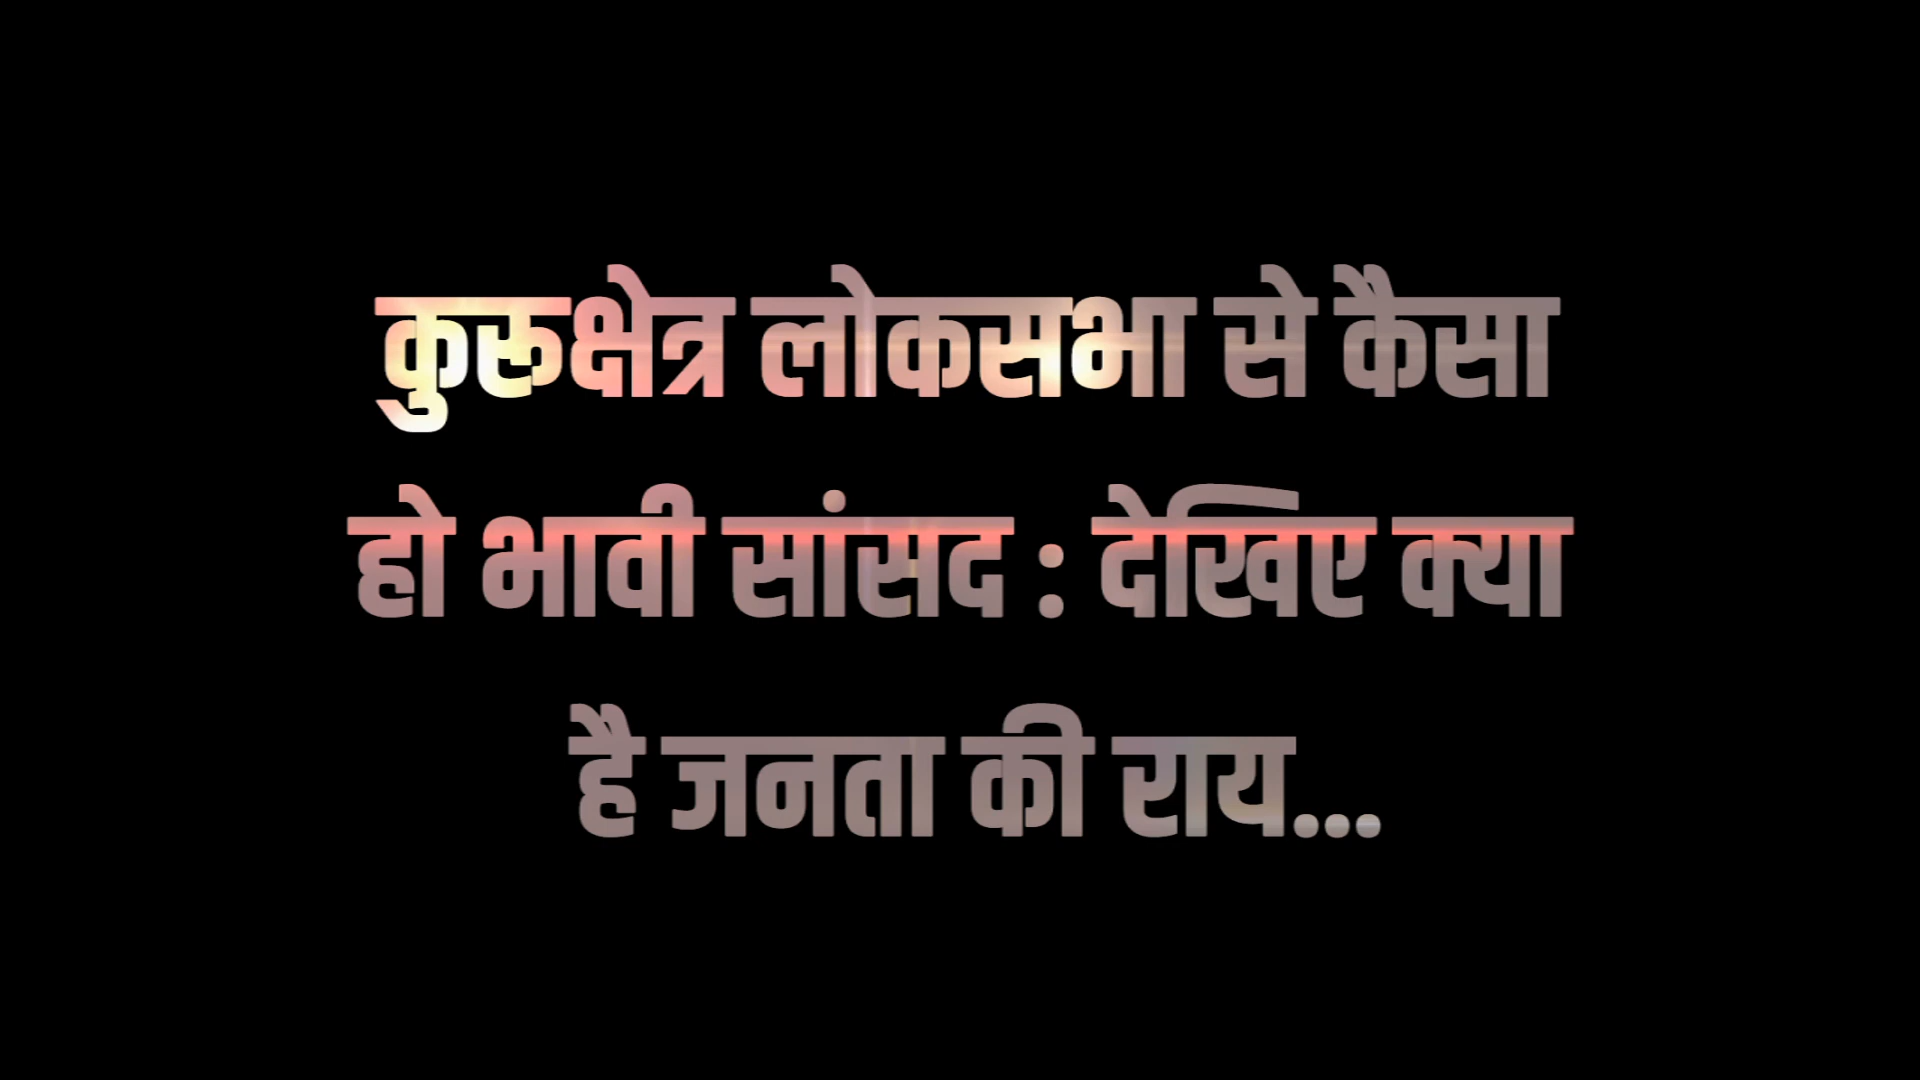 कुरूक्षेत्र लोकसभा से कैसा
हो भावी सांसद : देखिए क्या
है जनता की राय...